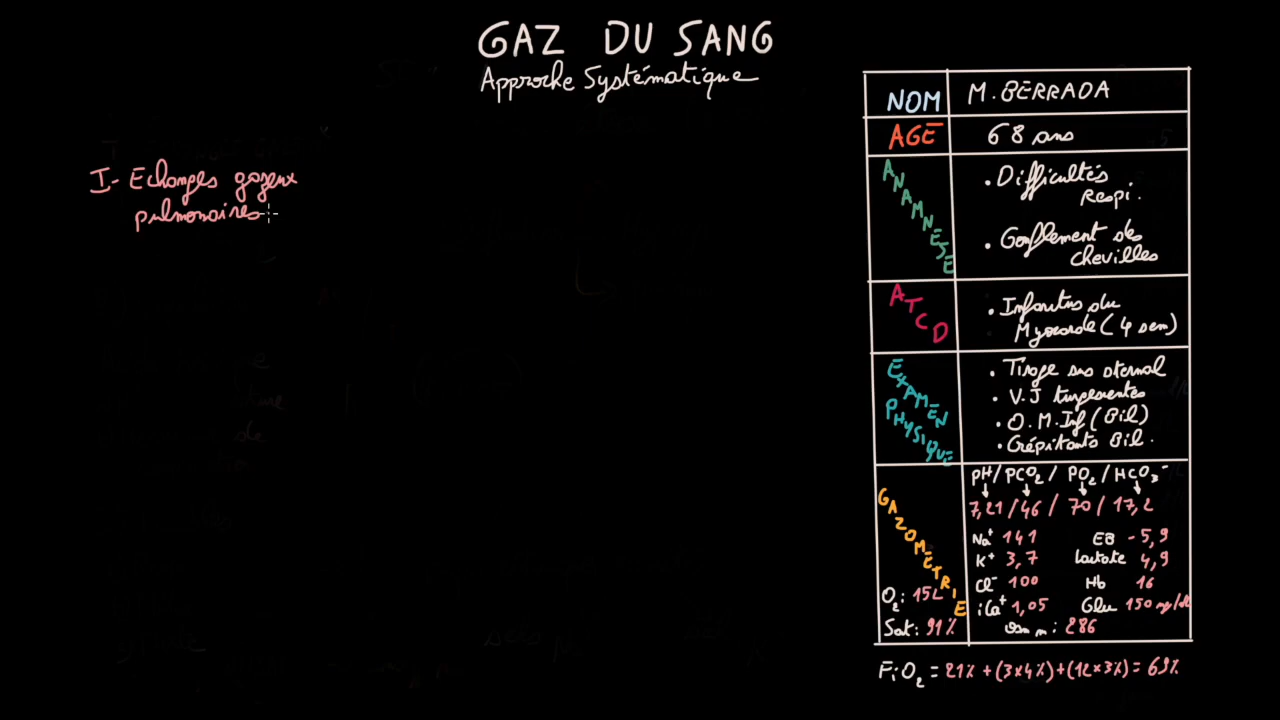 GAZ DU SANG
Approche Systématique
I- Echanges gazeux
pulmonaires
NOM M. BERRADA
AGE 68 ans
ANAMNESE
• Difficultés
Respi.
• Gonflement des
chevilles
ATCD
• Infarctus du
Myocarde (4 sem)
EXAMEN
PHYSIQUE
• Tirage sus sternal
• V.J turgescentes
• O.M.Inf (Bil)
• Crépitants Bil.
GAZOMETRIE
PH/PCO₂/ PO₂/HCO₃⁻
7,21/46/ 70/17,2
Na⁺ 141 EB -5,9
K⁺ 3,7 lactate 4,9
Cl⁻ 100 Hb 16
O₂: 15L
iCa⁺ 1,05 Glu 150 mg/dl
Sat: 91% osm m: 286
FiO₂ = 21% + (3x4%)+(12x3%) = 69%